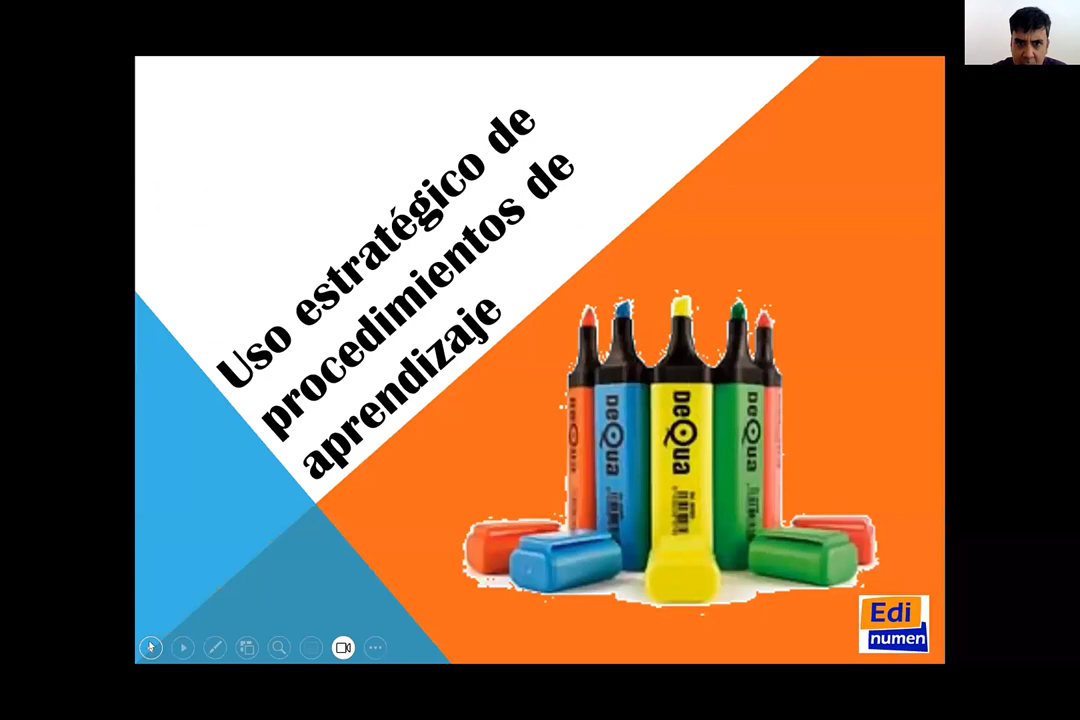 Uso estratégico de
procedimientos de
aprendizaje
DeQua
DeQua
DeQua
DeQua
Edi
numen